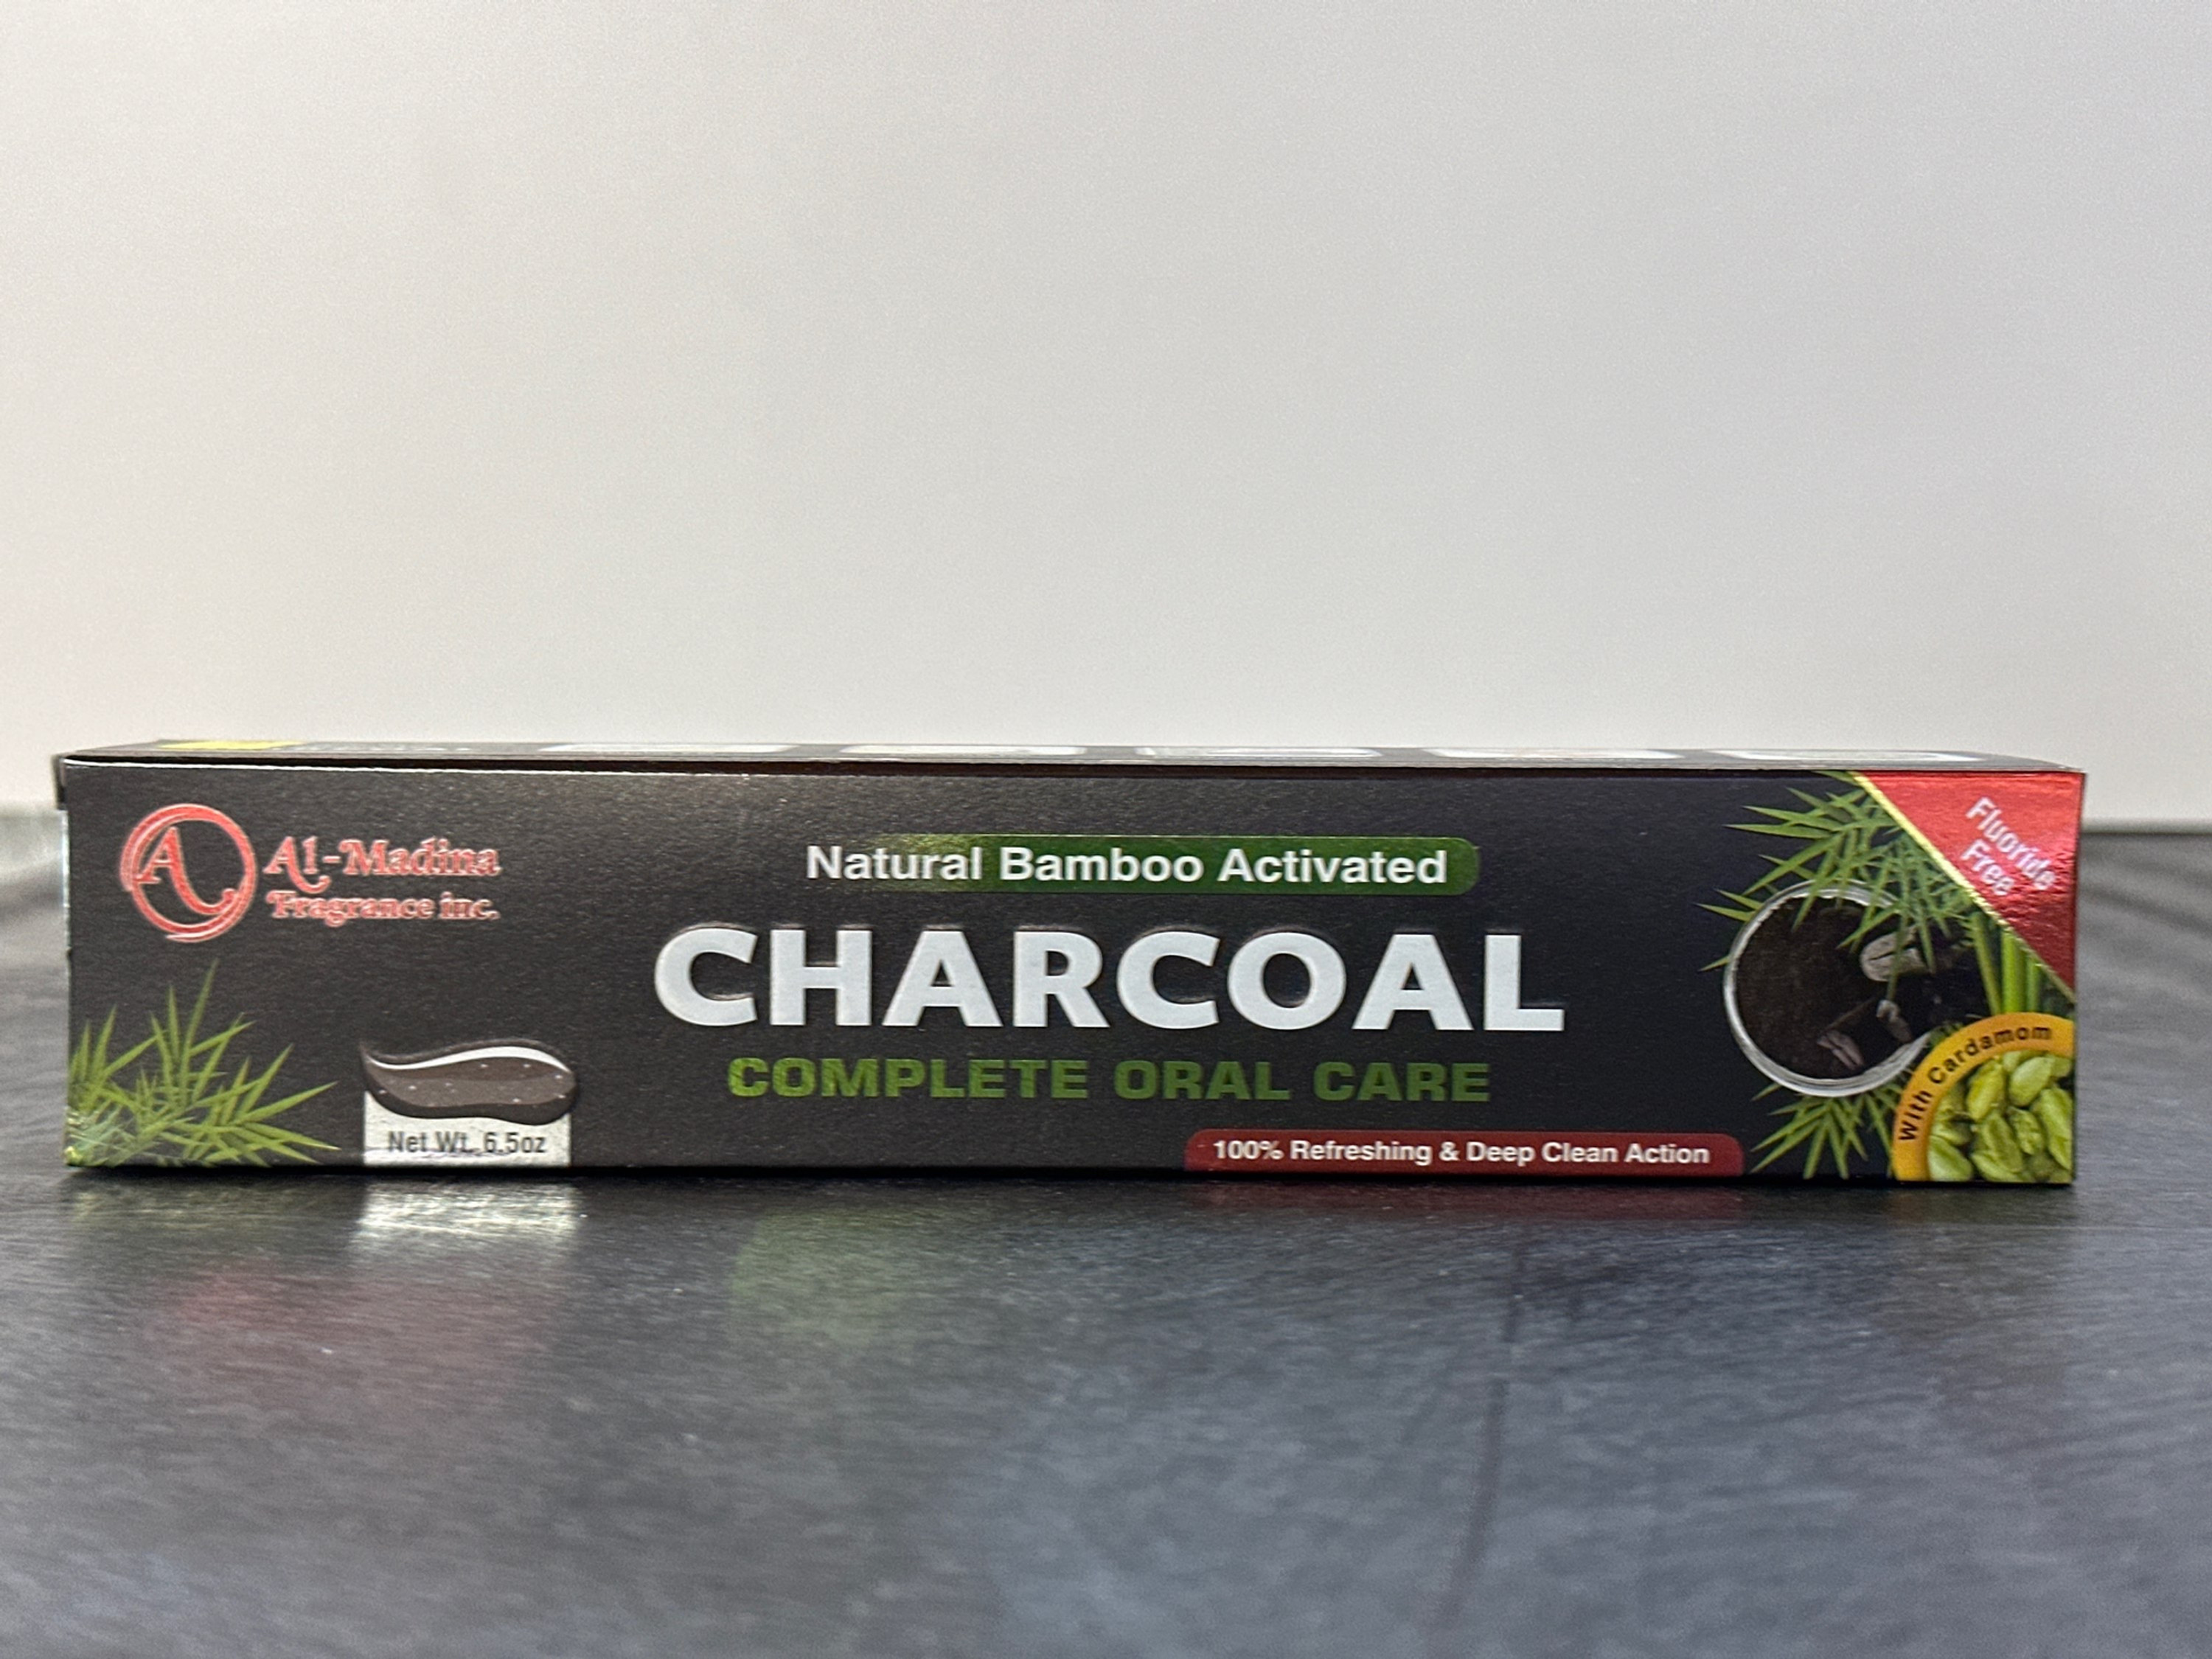 Al-Madina
Fragrance inc.
Net Wt. 6.5oz
Natural Bamboo Activated
CHARCOAL
COMPLETE ORAL CARE
100% Refreshing & Deep Clean Action
Fluoride
Free
With Cardamom